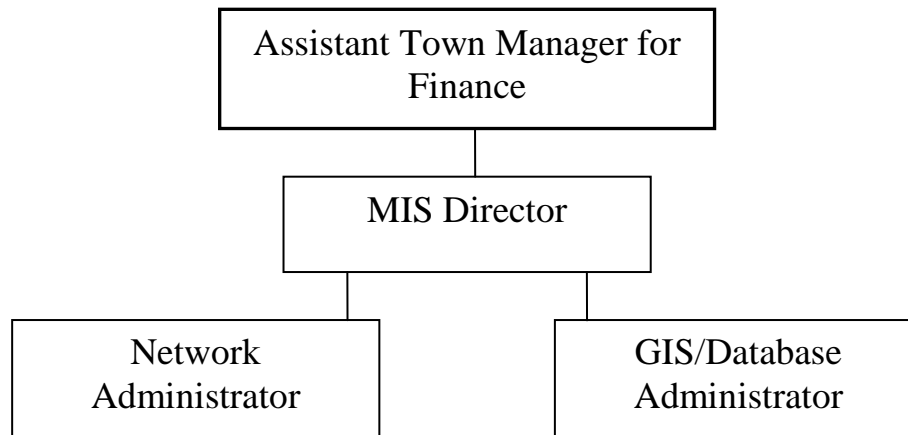 Assistant Town Manager for
Finance
MIS Director
Network
Administrator
GIS/Database
Administrator